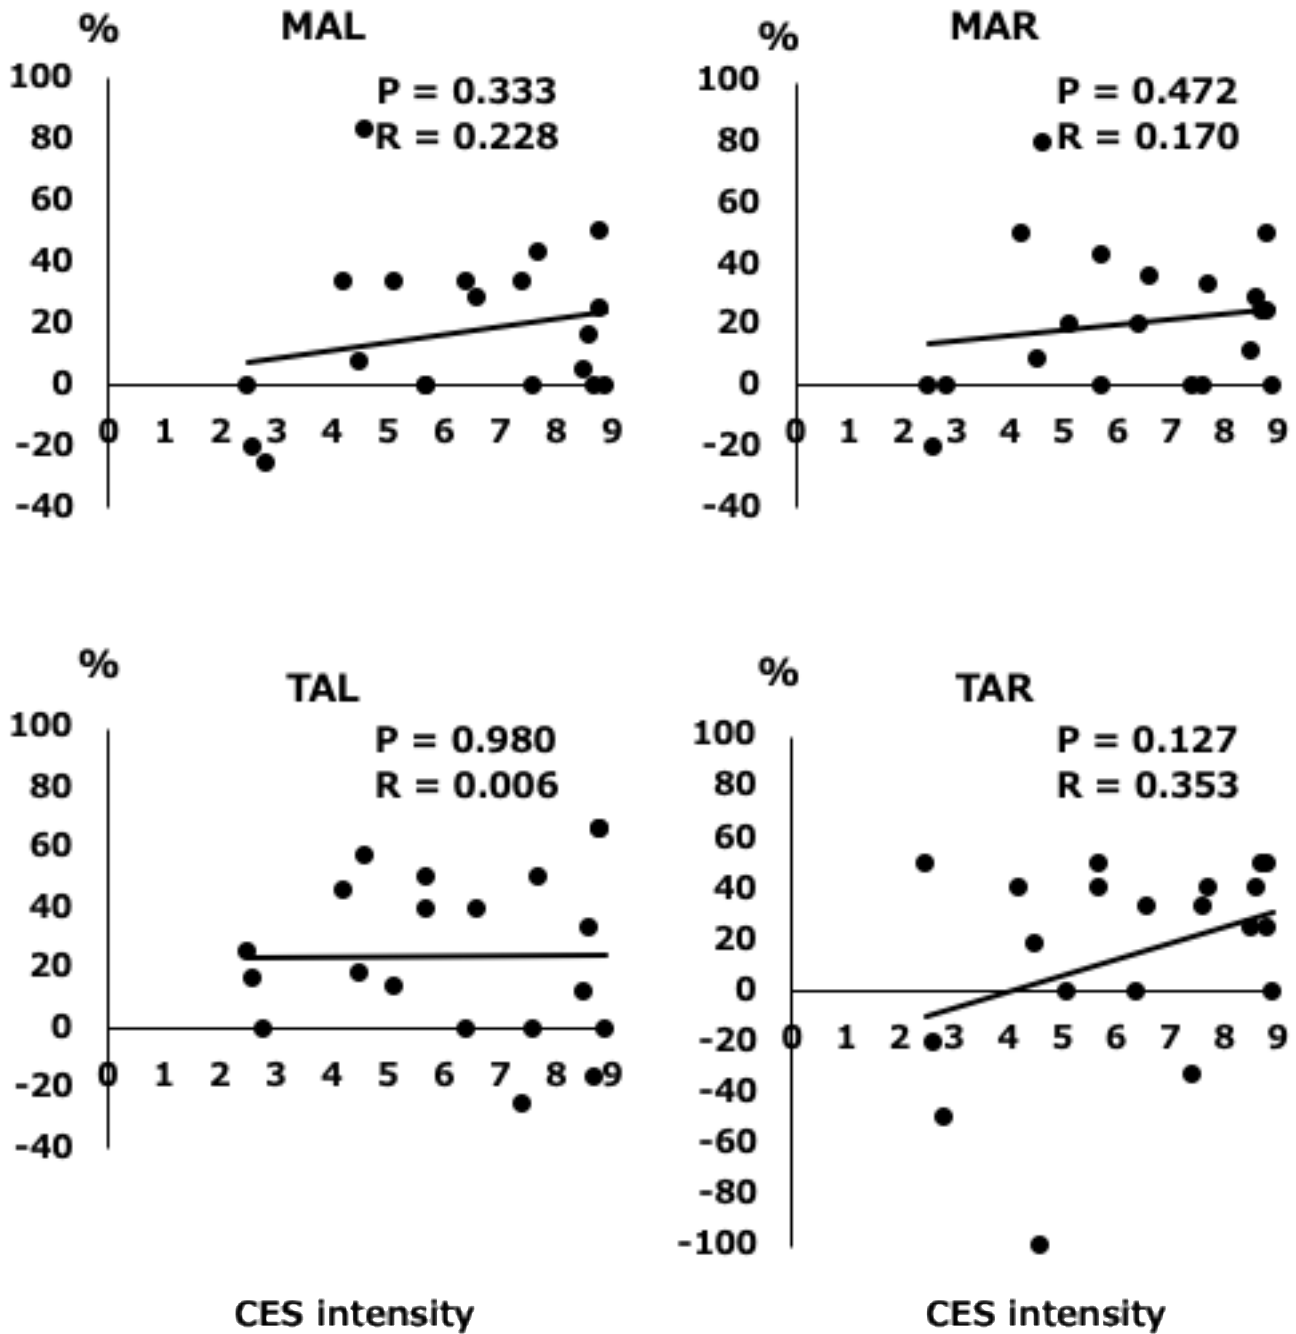 % MAL
P = 0.333
R = 0.228
100
80
60
40
20
0
-20
-40
0 1 2 3 4 5 6 7 8 9
% MAR
P = 0.472
R = 0.170
100
80
60
40
20
0
-20
-40
0 1 2 3 4 5 6 7 8 9
% TAL
P = 0.980
R = 0.006
100
80
60
40
20
0
-20
-40
0 1 2 3 4 5 6 7 8 9
CES intensity
% TAR
P = 0.127
R = 0.353
100
80
60
40
20
0
-20
-40
-60
-80
-100
0 1 2 3 4 5 6 7 8 9
CES intensity